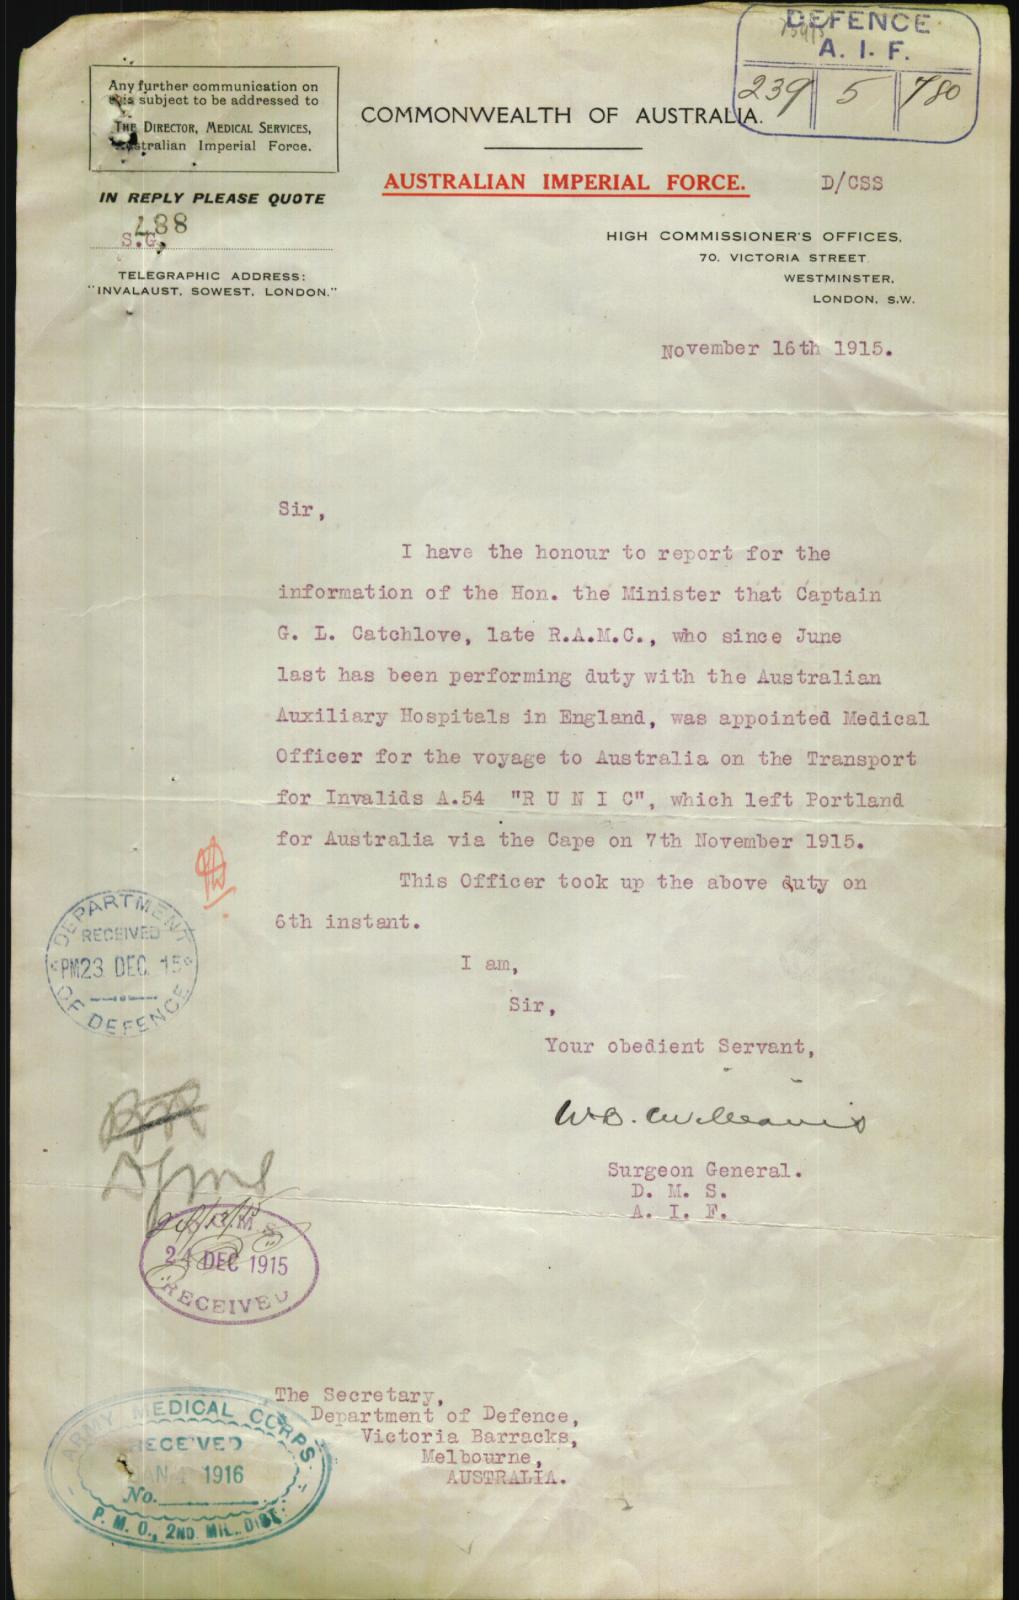 DEFENCE
A. I. F.
239 5 780
Any further communication on
this subject to be addressed to
THE DIRECTOR, MEDICAL SERVICES,
Australian Imperial Force.
COMMONWEALTH OF AUSTRALIA.
AUSTRALIAN IMPERIAL FORCE.
D/CSS
IN REPLY PLEASE QUOTE
488
S.G.
TELEGRAPHIC ADDRESS:
"INVALAUST, SOWEST, LONDON."
HIGH COMMISSIONER'S OFFICES,
70, VICTORIA STREET
WESTMINSTER,
LONDON, S.W.
November 16th 1915.
Sir,
I have the honour to report for the
information of the Hon. the Minister that Captain
G. L. Catchlove, late R.A.M.C., who since June
last has been performing duty with the Australian
Auxiliary Hospitals in England, was appointed Medical
Officer for the voyage to Australia on the Transport
for Invalids A.54 "R U N I C", which left Portland
for Australia via the Cape on 7th November 1915.
This Officer took up the above duty on
6th instant.
I am,
Sir,
Your obedient Servant,
W.D. C. Williams
Surgeon General.
D. M. S.
A. I. F.
DEPARTMENT
RECEIVED
PM 23 DEC 15
OF DEFENCE
24/12/15
24 DEC 1915
RECEIVED
The Secretary,
Department of Defence,
Victoria Barracks,
Melbourne,
AUSTRALIA.
ARMY MEDICAL CORPS
RECEIVED
JAN 1916
No.
P. M. O., 2ND MIL. DIST.